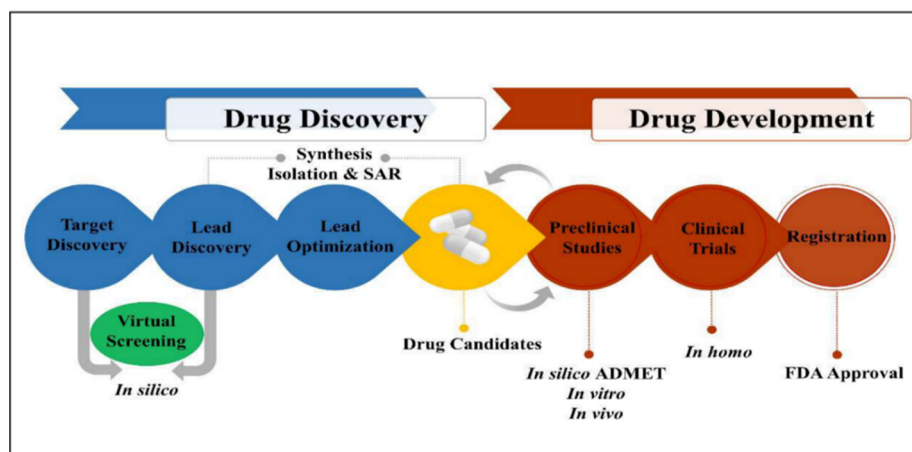 Drug Discovery
Drug Development
Synthesis
Isolation & SAR
Target
Discovery
Lead
Discovery
Lead
Optimization
Preclinical
Studies
Clinical
Trials
Registration
Virtual
Screening
In silico
Drug Candidates
In silico ADMET
In vitro
In vivo
In homo
FDA Approval